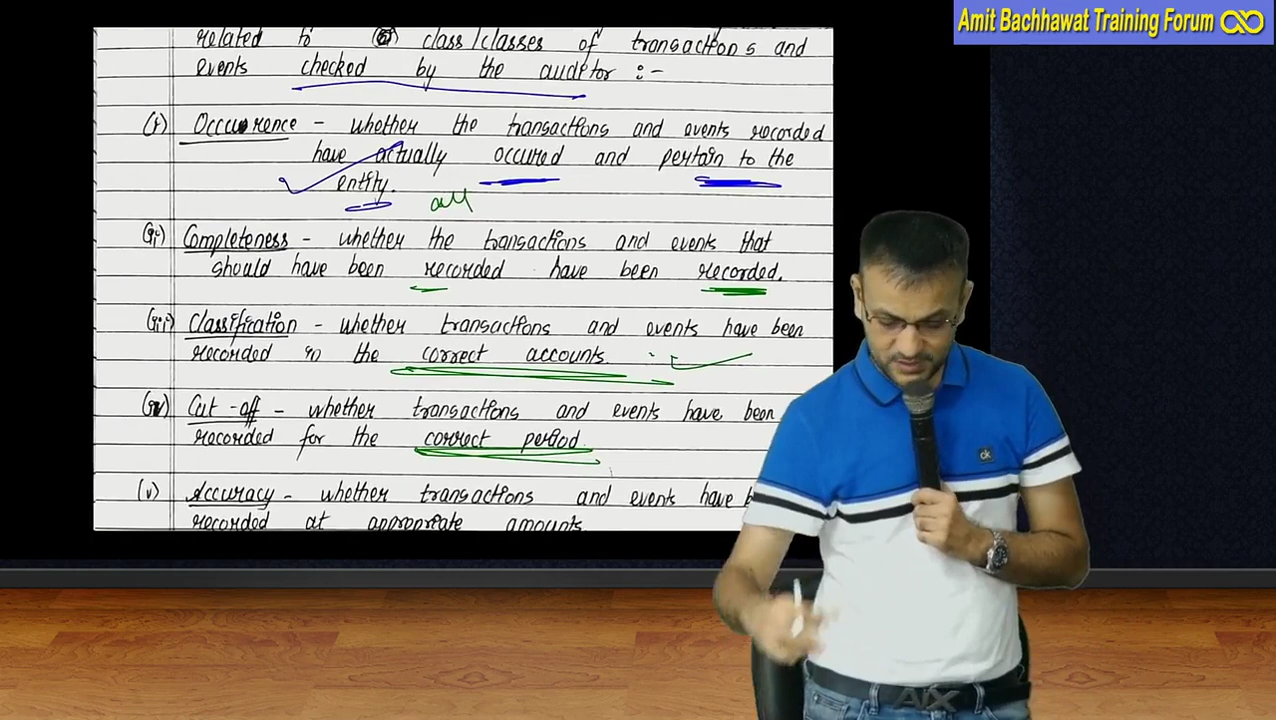 Amit Bachhawat Training Forum
related to class/classes of transactions and
events checked by the auditor :-
(i) Occurrence - whether the transactions and events recorded
have actually occured and pertain to the
entity.
all
(ii) Completeness - whether the transactions and events that
should have been recorded have been recorded.
(iii) Classification - whether transactions and events have been
recorded in the correct accounts.
(iv) Cut-off - whether transactions and events have been
recorded for the correct period.
(v) Accuracy - whether transactions and events have
recorded at appropriate amounts
ok
AIX